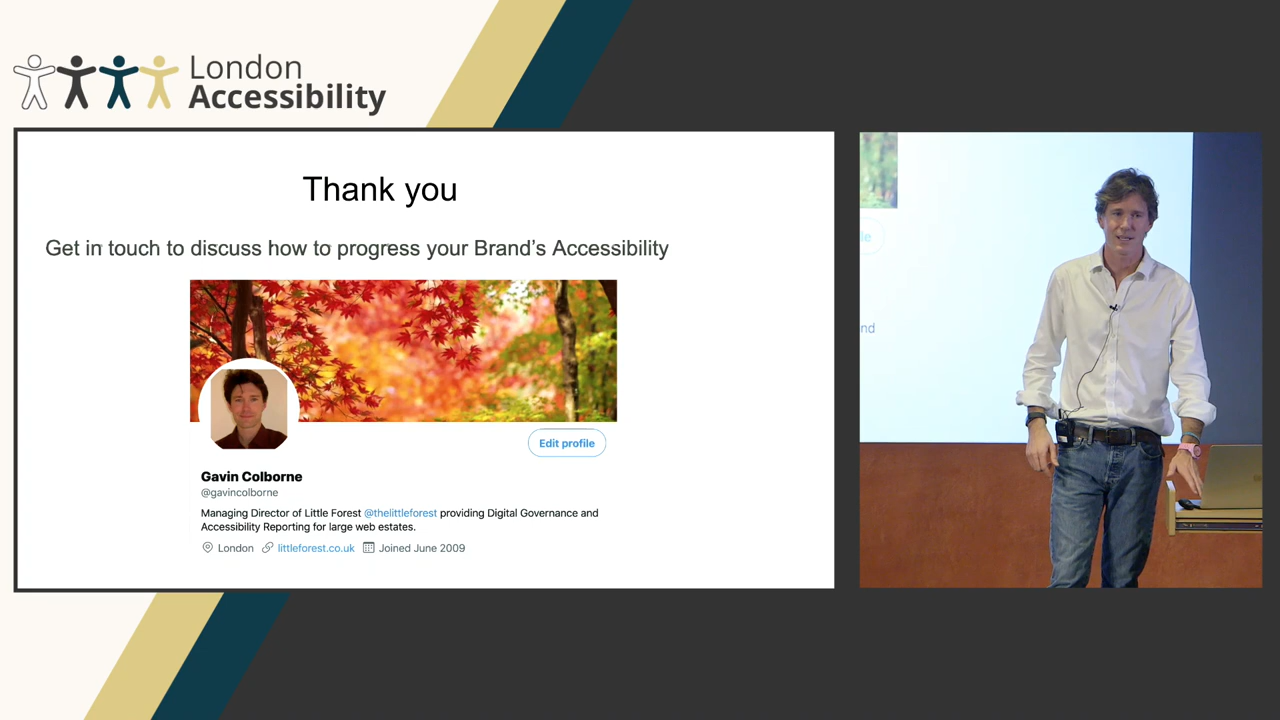 London
Accessibility
Thank you
Get in touch to discuss how to progress your Brand’s Accessibility
Edit profile
Gavin Colborne
@gavincolborne
Managing Director of Little Forest @thelittleforest providing Digital Governance and
Accessibility Reporting for large web estates.
London littleforest.co.uk Joined June 2009
le
nd